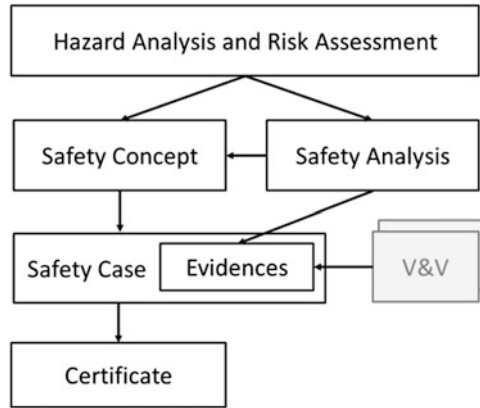 Hazard Analysis and Risk Assessment
Safety Concept
Safety Analysis
Safety Case
Evidences
V&V
Certificate